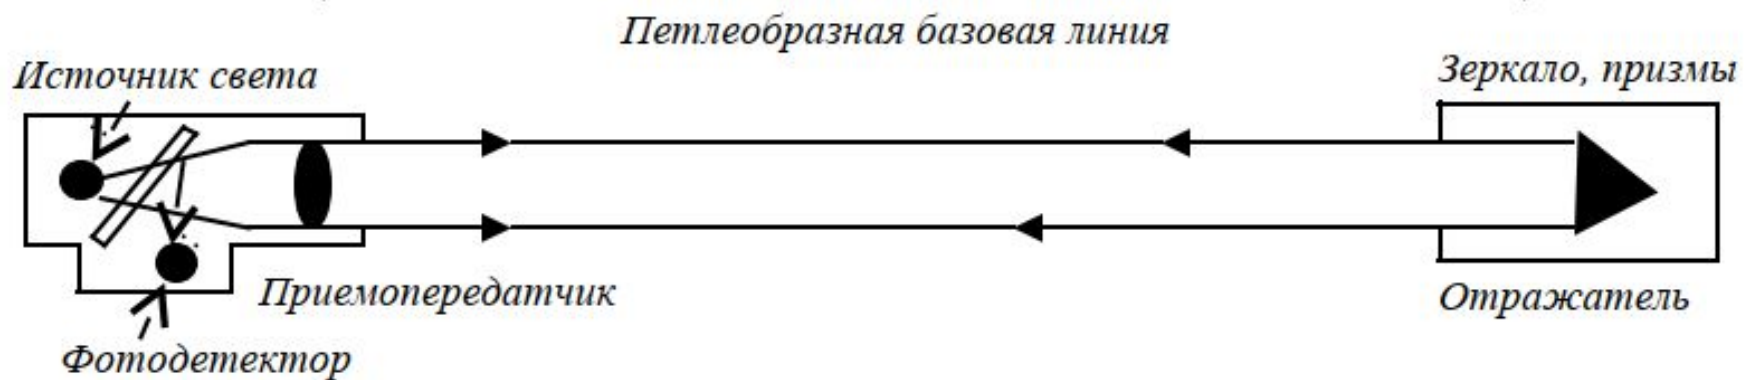 Петлеобразная базовая линия
Источник света
Зеркало, призмы
Приемопередатчик
Отражатель
Фотодетектор